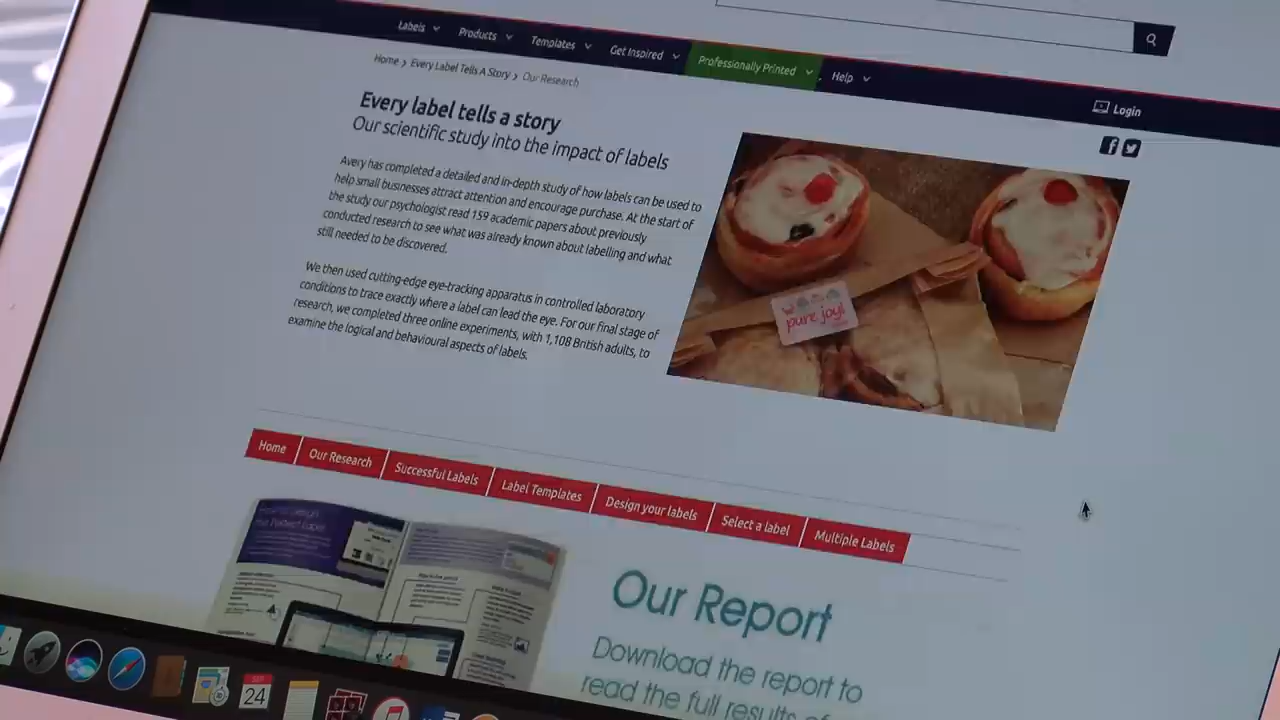 Labels Products Templates Get Inspired Professionally Printed Help
Login
Home > Every Label Tells A Story > Our Research
Every label tells a story
Our scientific study into the impact of labels
Avery has completed a detailed and in-depth study of how labels can be used to
help small businesses attract attention and encourage purchase. At the start of
the study our psychologist read 159 academic papers about previously
conducted research to see what was already known about labelling and what
still needed to be discovered.
We then used cutting-edge eye-tracking apparatus in controlled laboratory
conditions to trace exactly where a label can lead the eye. For our final stage of
research, we completed three online experiments, with 1,108 British adults, to
examine the logical and behavioural aspects of labels.
pure joy!
Home Our Research Successful Labels Label Templates Design your labels Select a label Multiple Labels
Our Report
Download the report to
read the full results of
24